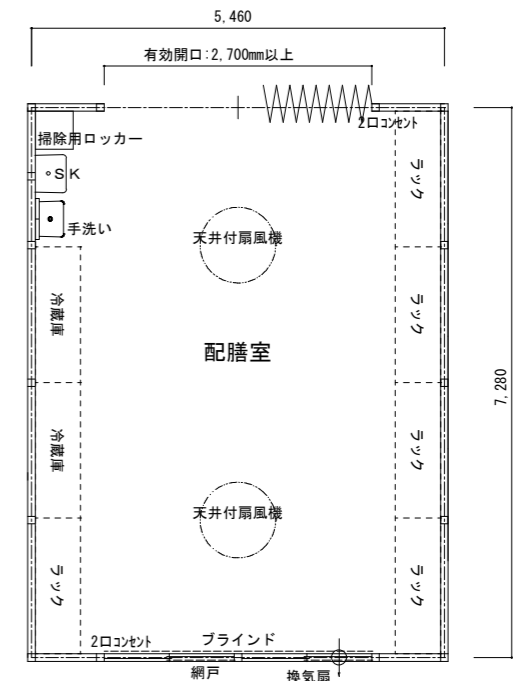 5,460
有効開口:2,700mm以上
2口コンセント
掃除用ロッカー
ラック
SK
手洗い
天井付扇風機
冷蔵庫
ラック
配膳室
7,280
冷蔵庫
ラック
天井付扇風機
ラック
ラック
2口コンセント
ブラインド
網戸
換気扇